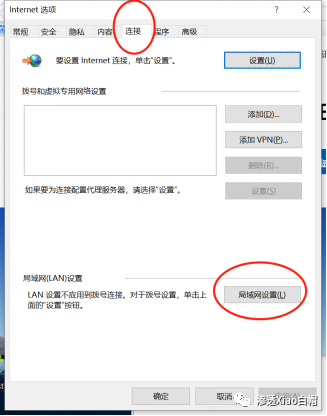 Internet 选项
常规 安全 隐私 内容 连接 程序 高级
要设置 Internet 连接，单击“设置”。
设置(U)
拨号和虚拟专用网络设置
添加(D)...
添加 VPN(P)...
删除(R)...
如果要为连接配置代理服务器，请选择“设置”。
设置(S)
局域网(LAN)设置
LAN 设置不应用到拨号连接。对于拨号设置，单击上
面的“设置”按钮。
局域网设置(L)
确定 取消
渗透Xiao白帽